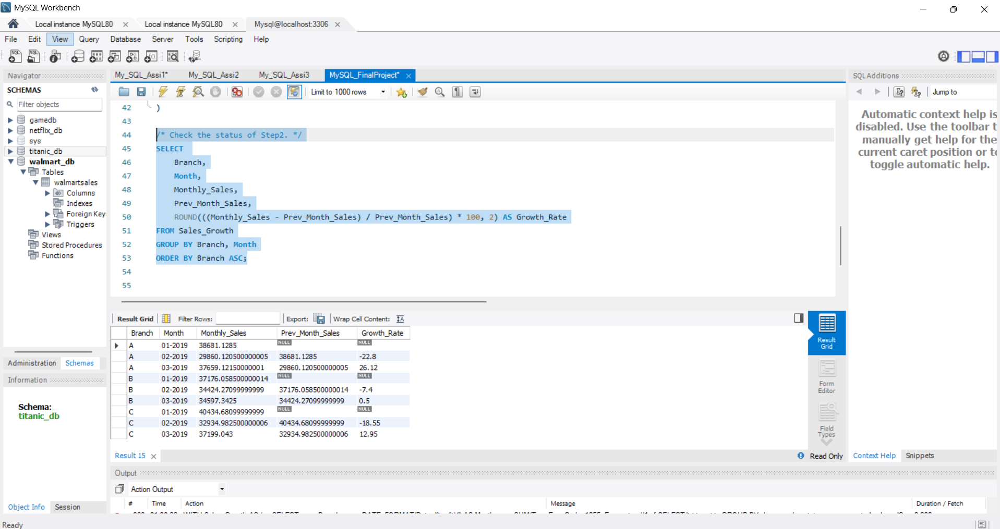 MySQL Workbench
Local instance MySQL80
Local instance MySQL80
Mysql@localhost:3306
File Edit View Query Database Server Tools Scripting Help
Navigator
SCHEMAS
Filter objects
gamedb
netflix_db
sys
titanic_db
walmart_db
Tables
walmartsales
Columns
Indexes
Foreign Key
Triggers
Views
Stored Procedures
Functions
Administration Schemas
Information
Schema:
titanic_db
Object Info Session
Ready
My_SQL_Assi1* My_SQL_Assi2 My_SQL_Assi3 MySQL_FinalProject*
Limit to 1000 rows
42 )
43
44 /* Check the status of Step2. */
45 SELECT
46 Branch,
47 Month,
48 Monthly_Sales,
49 Prev_Month_Sales,
50 ROUND(((Monthly_Sales - Prev_Month_Sales) / Prev_Month_Sales) * 100, 2) AS Growth_Rate
51 FROM Sales_Growth
52 GROUP BY Branch, Month
53 ORDER BY Branch ASC;
54
55
Result Grid Filter Rows: Export: Wrap Cell Content:
Branch Month Monthly_Sales Prev_Month_Sales Growth_Rate
A 01-2019 38681.1285 NULL NULL
A 02-2019 29860.120500000005 38681.1285 -22.8
A 03-2019 37659.12150000001 29860.120500000005 26.12
B 01-2019 37176.058500000014 NULL NULL
B 02-2019 34424.27099999999 37176.058500000014 -7.4
B 03-2019 34597.3425 34424.27099999999 0.5
C 01-2019 40434.68099999999 NULL NULL
C 02-2019 32934.982500000006 40434.68099999999 -18.55
C 03-2019 37199.043 32934.982500000006 12.95
Result Grid
Form Editor
Field Types
Result 15
Read Only
Output
Action Output
# Time Action Message Duration / Fetch
SQLAdditions
Jump to
Automatic context help is
disabled. Use the toolbar t
manually get help for the
current caret position or to
toggle automatic help.
Context Help Snippets